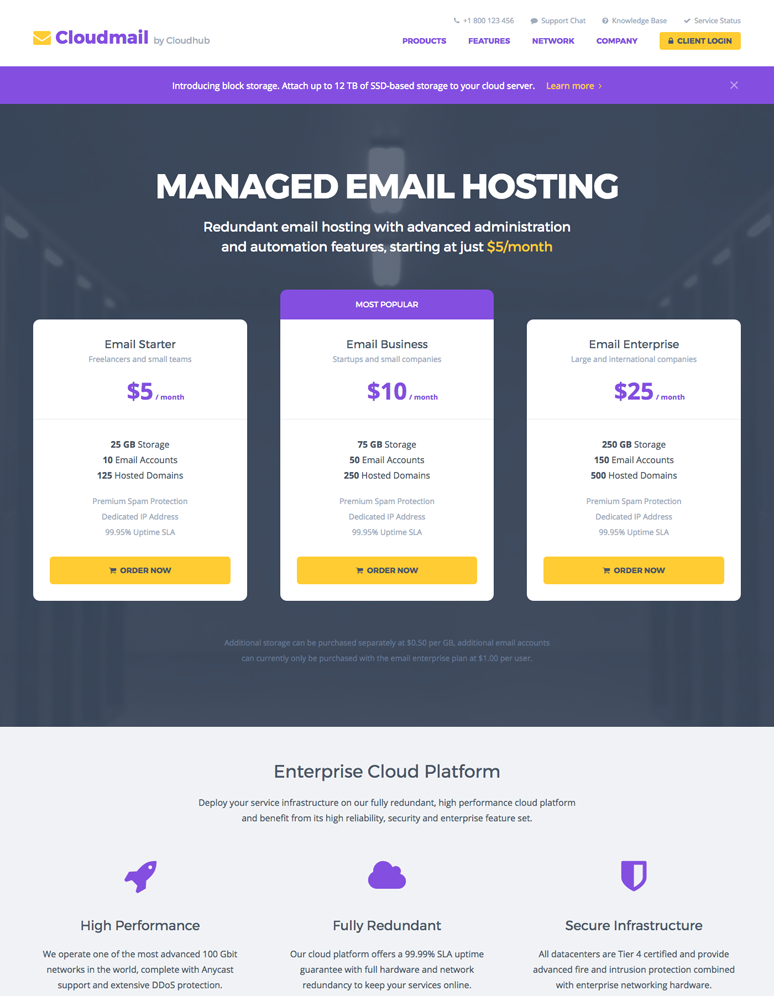 +1 800 123 456 Support Chat Knowledge Base Service Status
Cloudmail by Cloudhub
PRODUCTS FEATURES NETWORK COMPANY CLIENT LOGIN
Introducing block storage. Attach up to 12 TB of SSD-based storage to your cloud server. Learn more >
MANAGED EMAIL HOSTING
Redundant email hosting with advanced administration
and automation features, starting at just $5/month
Email Starter
Freelancers and small teams
$5 / month
25 GB Storage
10 Email Accounts
125 Hosted Domains
Premium Spam Protection
Dedicated IP Address
99.95% Uptime SLA
ORDER NOW
MOST POPULAR
Email Business
Startups and small companies
$10 / month
75 GB Storage
50 Email Accounts
250 Hosted Domains
Premium Spam Protection
Dedicated IP Address
99.95% Uptime SLA
ORDER NOW
Email Enterprise
Large and international companies
$25 / month
250 GB Storage
150 Email Accounts
500 Hosted Domains
Premium Spam Protection
Dedicated IP Address
99.95% Uptime SLA
ORDER NOW
Additional storage can be purchased separately at $0.50 per GB, additional email accounts
can currently only be purchased with the email enterprise plan at $1.00 per user.
Enterprise Cloud Platform
Deploy your service infrastructure on our fully redundant, high performance cloud platform
and benefit from its high reliability, security and enterprise feature set.
High Performance
We operate one of the most advanced 100 Gbit
networks in the world, complete with Anycast
support and extensive DDoS protection.
Fully Redundant
Our cloud platform offers a 99.99% SLA uptime
guarantee with full hardware and network
redundancy to keep your services online.
Secure Infrastructure
All datacenters are Tier 4 certified and provide
advanced fire and intrusion protection combined
with enterprise networking hardware.